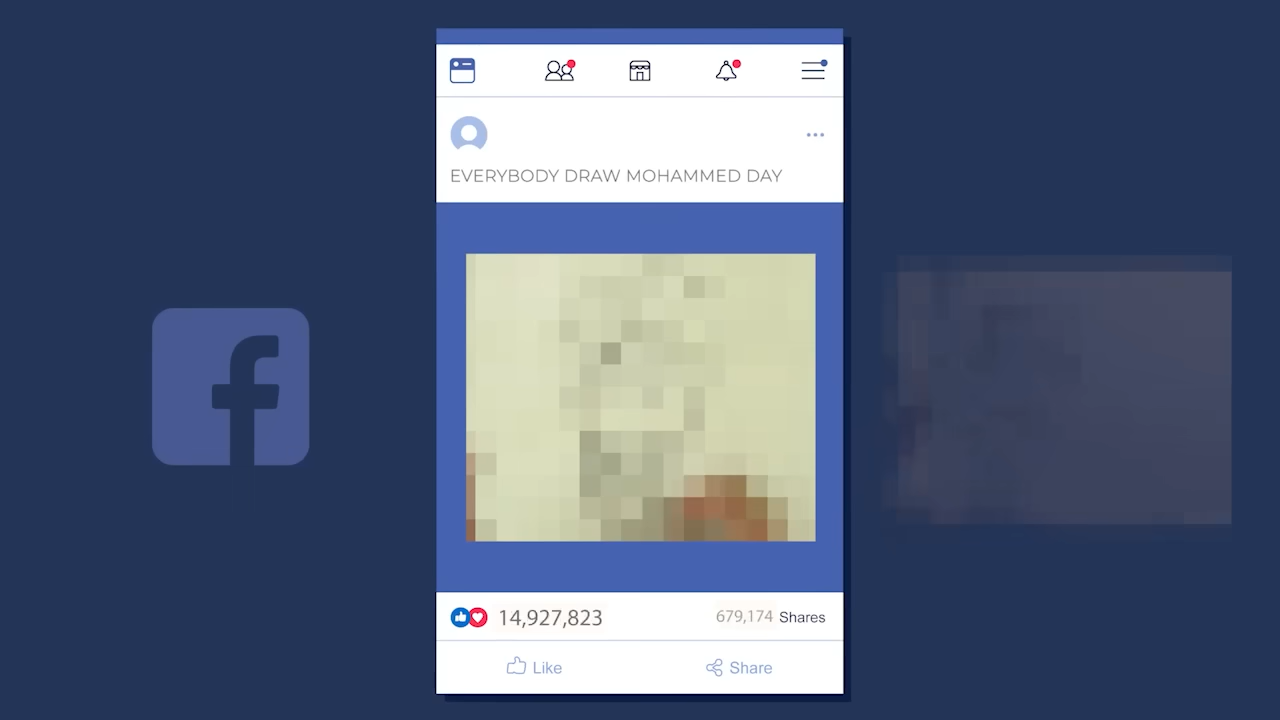 EVERYBODY DRAW MOHAMMED DAY
14,927,823
679,174 Shares
Like
Share